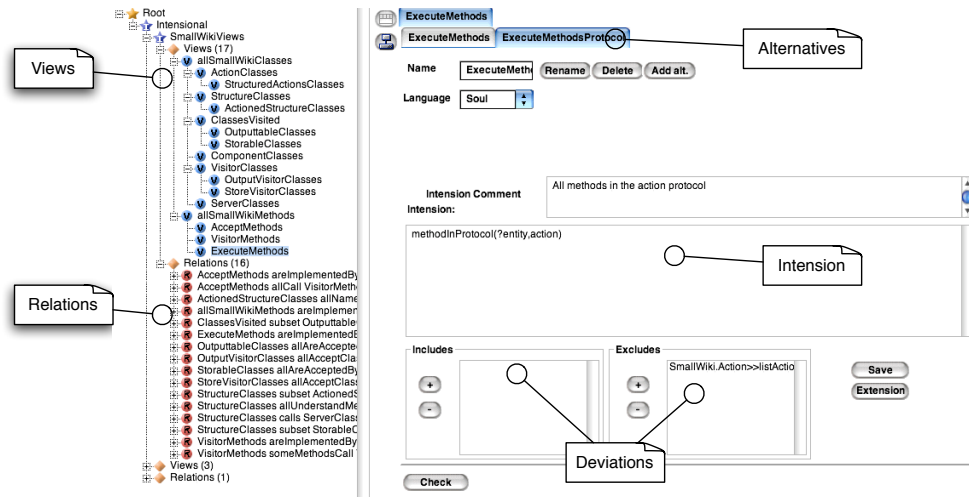 Root
Intensional
SmallWikiViews
Views (17)
allSmallWikiClasses
ActionClasses
StructuredActionsClasses
StructureClasses
ActionedStructureClasses
ClassesVisited
OutputtableClasses
StorableClasses
ComponentClasses
VisitorClasses
OutputVisitorClasses
StoreVisitorClasses
ServerClasses
allSmallWikiMethods
AcceptMethods
VisitorMethods
ExecuteMethods
Relations (16)
AcceptMethods areImplementedBy
AcceptMethods allCall VisitorMeth
ActionedStructureClasses allName
allSmallWikiMethods areImplemen
ClassesVisited subset Outputtable
ExecuteMethods areImplementedB
OutputtableClasses allAreAccepte
OutputVisitorClasses allAcceptCla
StorableClasses allAreAcceptedBy
StoreVisitorClasses allAcceptClass
StructureClasses subset ActionedS
StructureClasses allUnderstandMe
StructureClasses calls ServerClass
StructureClasses subset StorableC
VisitorMethods areImplementedBy
VisitorMethods someMethodsCall
Views (3)
Relations (1)
Views
Relations
ExecuteMethods
ExecuteMethods ExecuteMethodsProtocol
Alternatives
Name ExecuteMeth Rename Delete Add alt.
Language Soul
Intension Comment All methods in the action protocol
Intension:
methodInProtocol(?entity,action)
Intension
Includes
+
-
Excludes
SmallWiki.Action>>listActio
+
-
Save
Extension
Deviations
Check